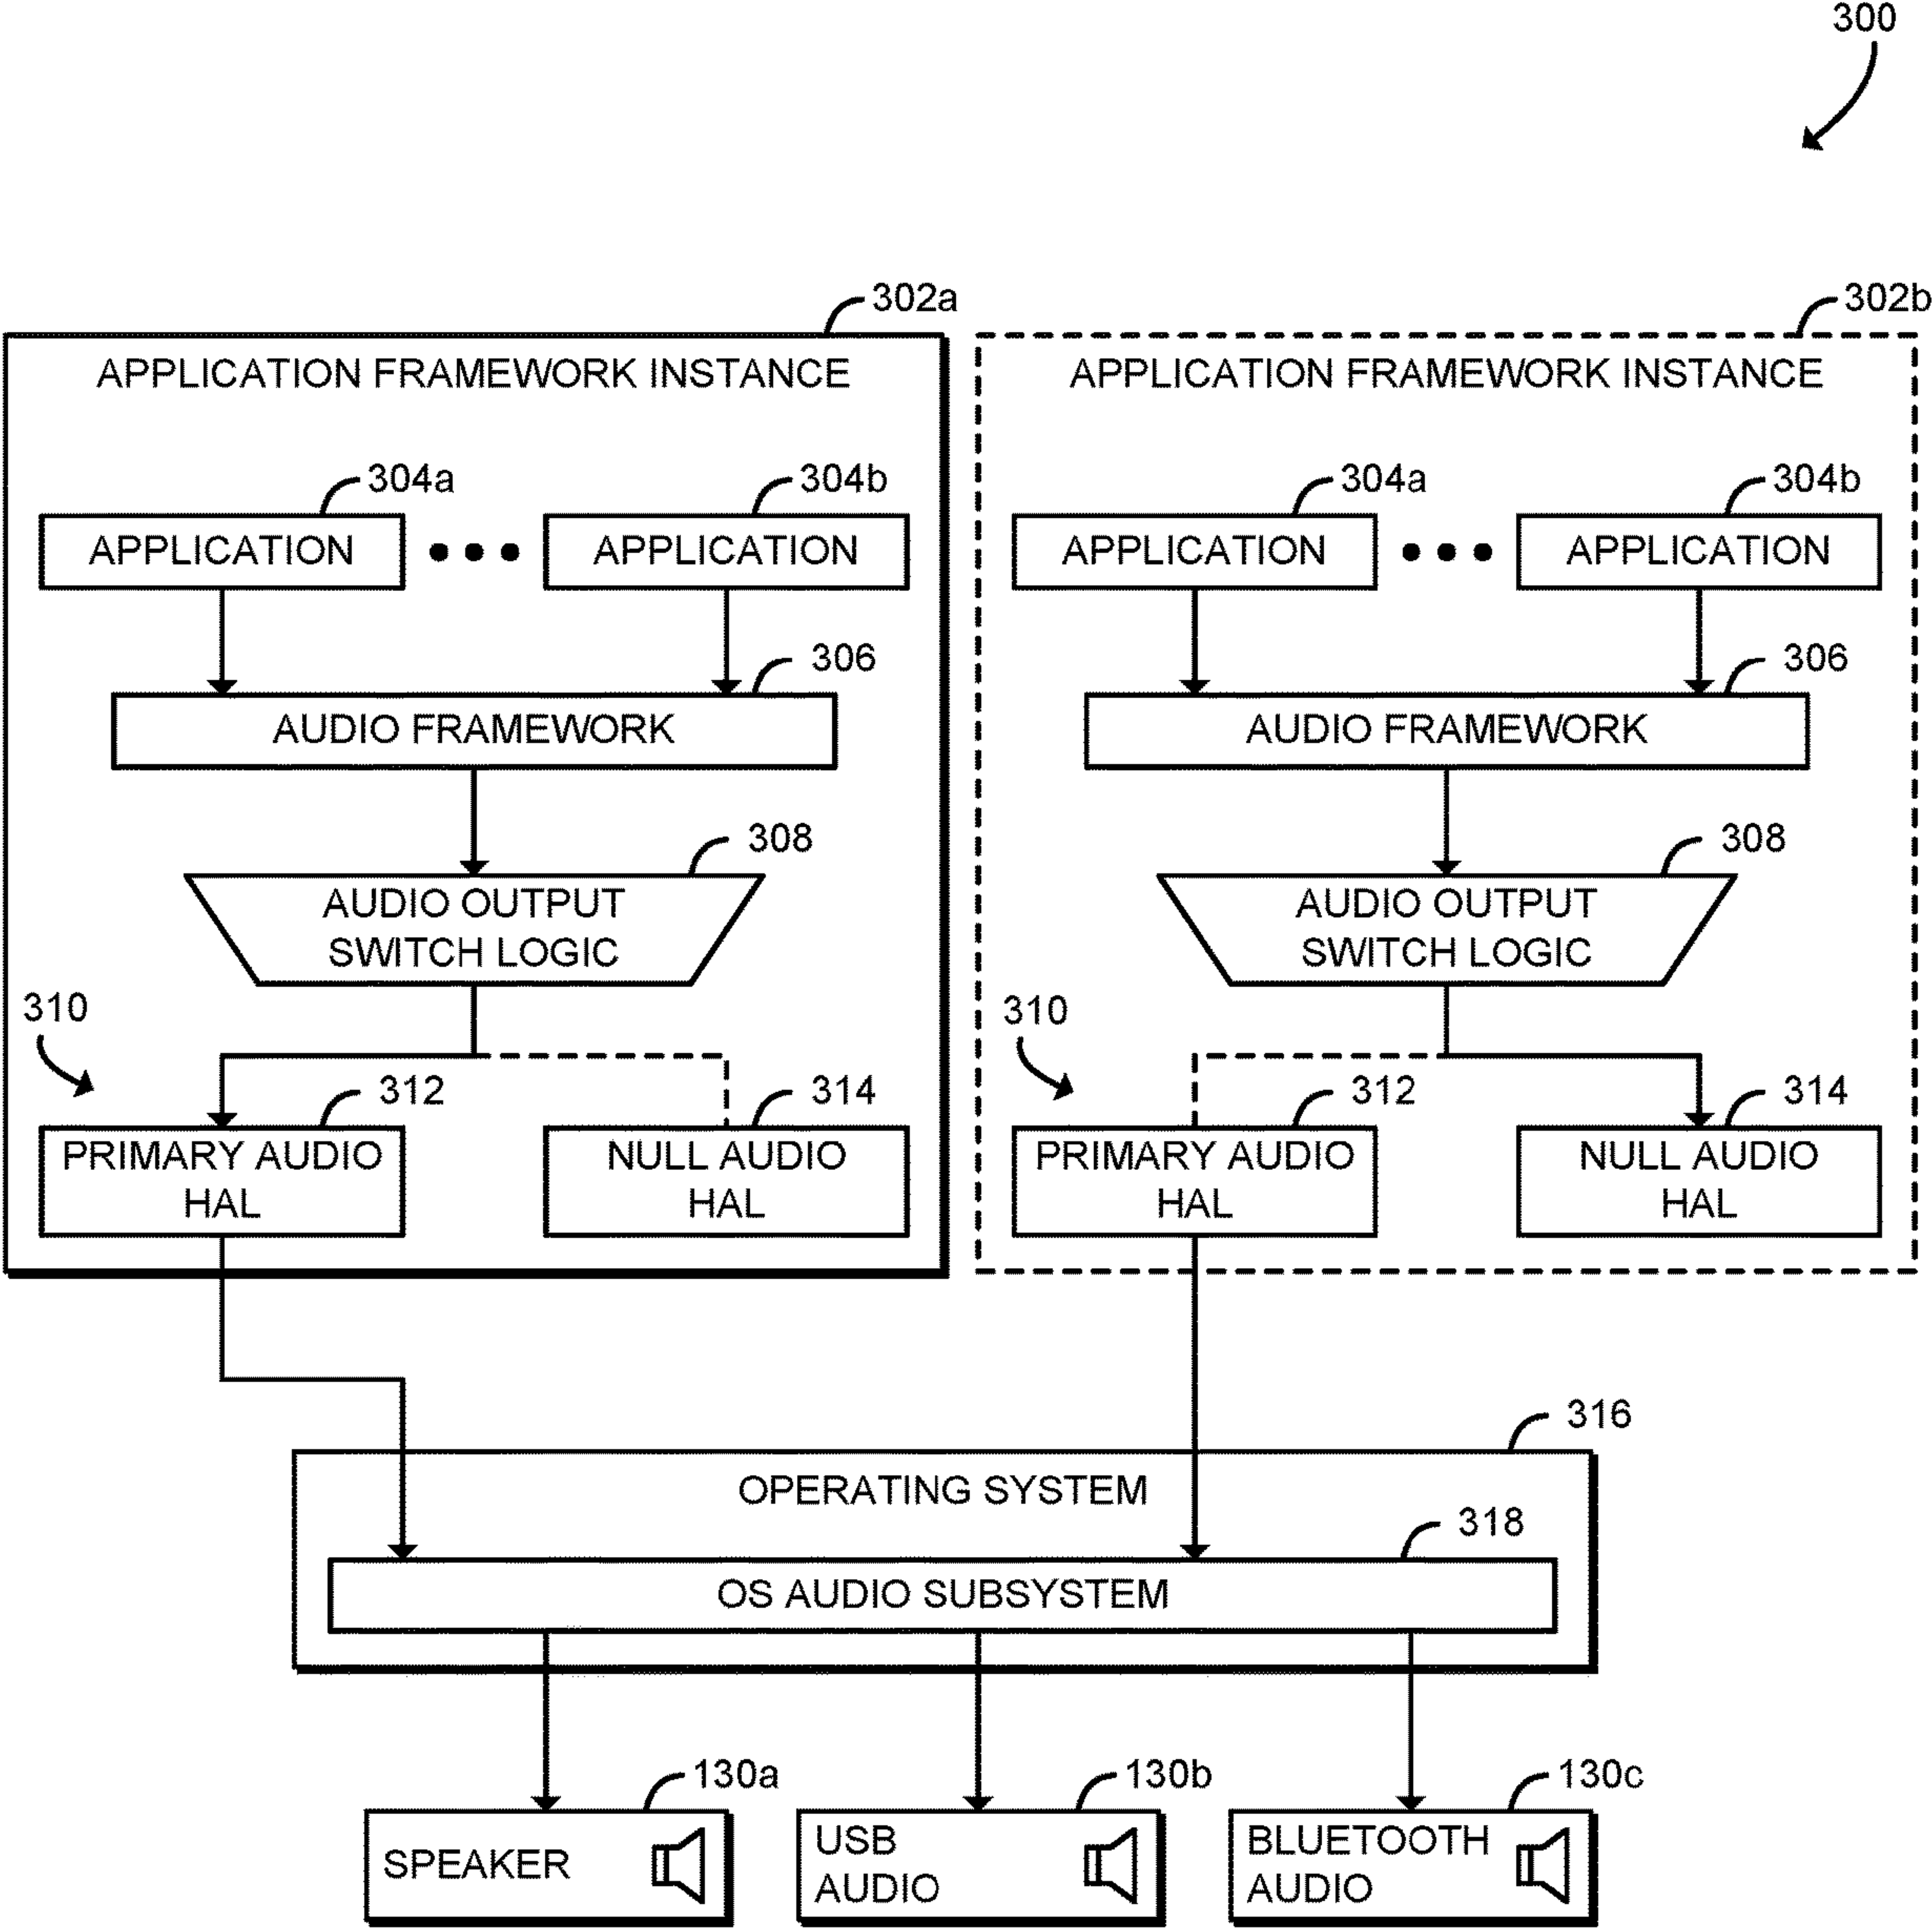 300
302a
302b
APPLICATION FRAMEWORK INSTANCE
APPLICATION FRAMEWORK INSTANCE
304a
304b
304a
304b
APPLICATION
APPLICATION
APPLICATION
APPLICATION
306
306
AUDIO FRAMEWORK
AUDIO FRAMEWORK
308
308
AUDIO OUTPUT
SWITCH LOGIC
AUDIO OUTPUT
SWITCH LOGIC
310
310
312
314
312
314
PRIMARY AUDIO
HAL
NULL AUDIO
HAL
PRIMARY AUDIO
HAL
NULL AUDIO
HAL
316
OPERATING SYSTEM
318
OS AUDIO SUBSYSTEM
130a
130b
130c
SPEAKER
USB
AUDIO
BLUETOOTH
AUDIO